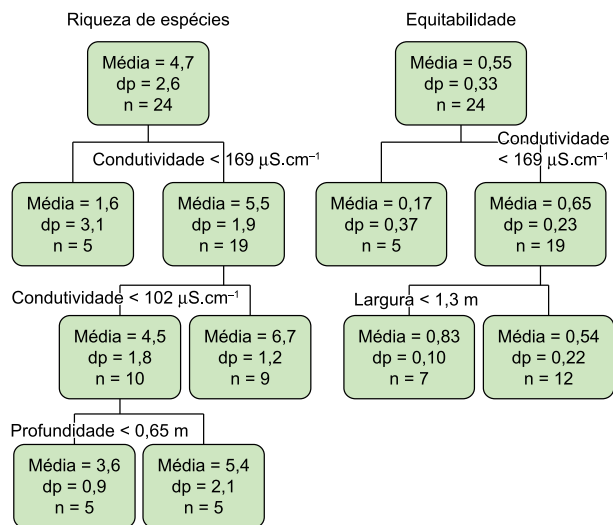 Riqueza de espécies
Média = 4,7
dp = 2,6
n = 24
Condutividade < 169 μS.cm⁻¹
Média = 1,6
dp = 3,1
n = 5
Média = 5,5
dp = 1,9
n = 19
Condutividade < 102 μS.cm⁻¹
Média = 4,5
dp = 1,8
n = 10
Média = 6,7
dp = 1,2
n = 9
Profundidade < 0,65 m
Média = 3,6
dp = 0,9
n = 5
Média = 5,4
dp = 2,1
n = 5
Equitabilidade
Média = 0,55
dp = 0,33
n = 24
Condutividade
< 169 μS.cm⁻¹
Média = 0,17
dp = 0,37
n = 5
Média = 0,65
dp = 0,23
n = 19
Largura < 1,3 m
Média = 0,83
dp = 0,10
n = 7
Média = 0,54
dp = 0,22
n = 12